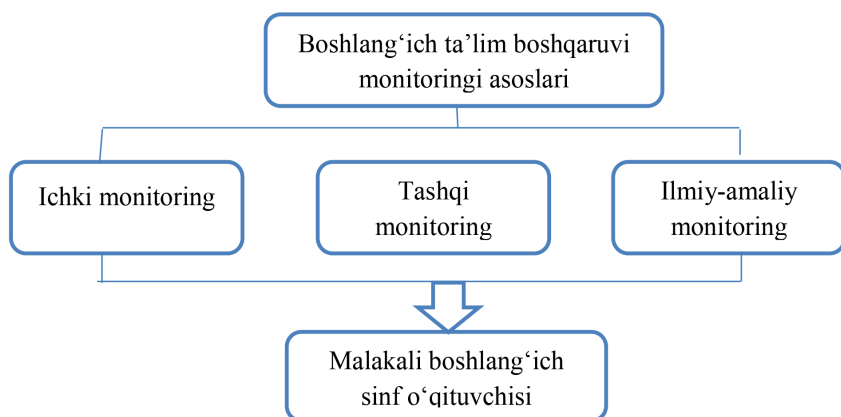 Boshlang‘ich ta’lim boshqaruvi
monitoringi asoslari
Ichki monitoring
Tashqi
monitoring
Ilmiy-amaliy
monitoring
Malakali boshlang‘ich
sinf o‘qituvchisi